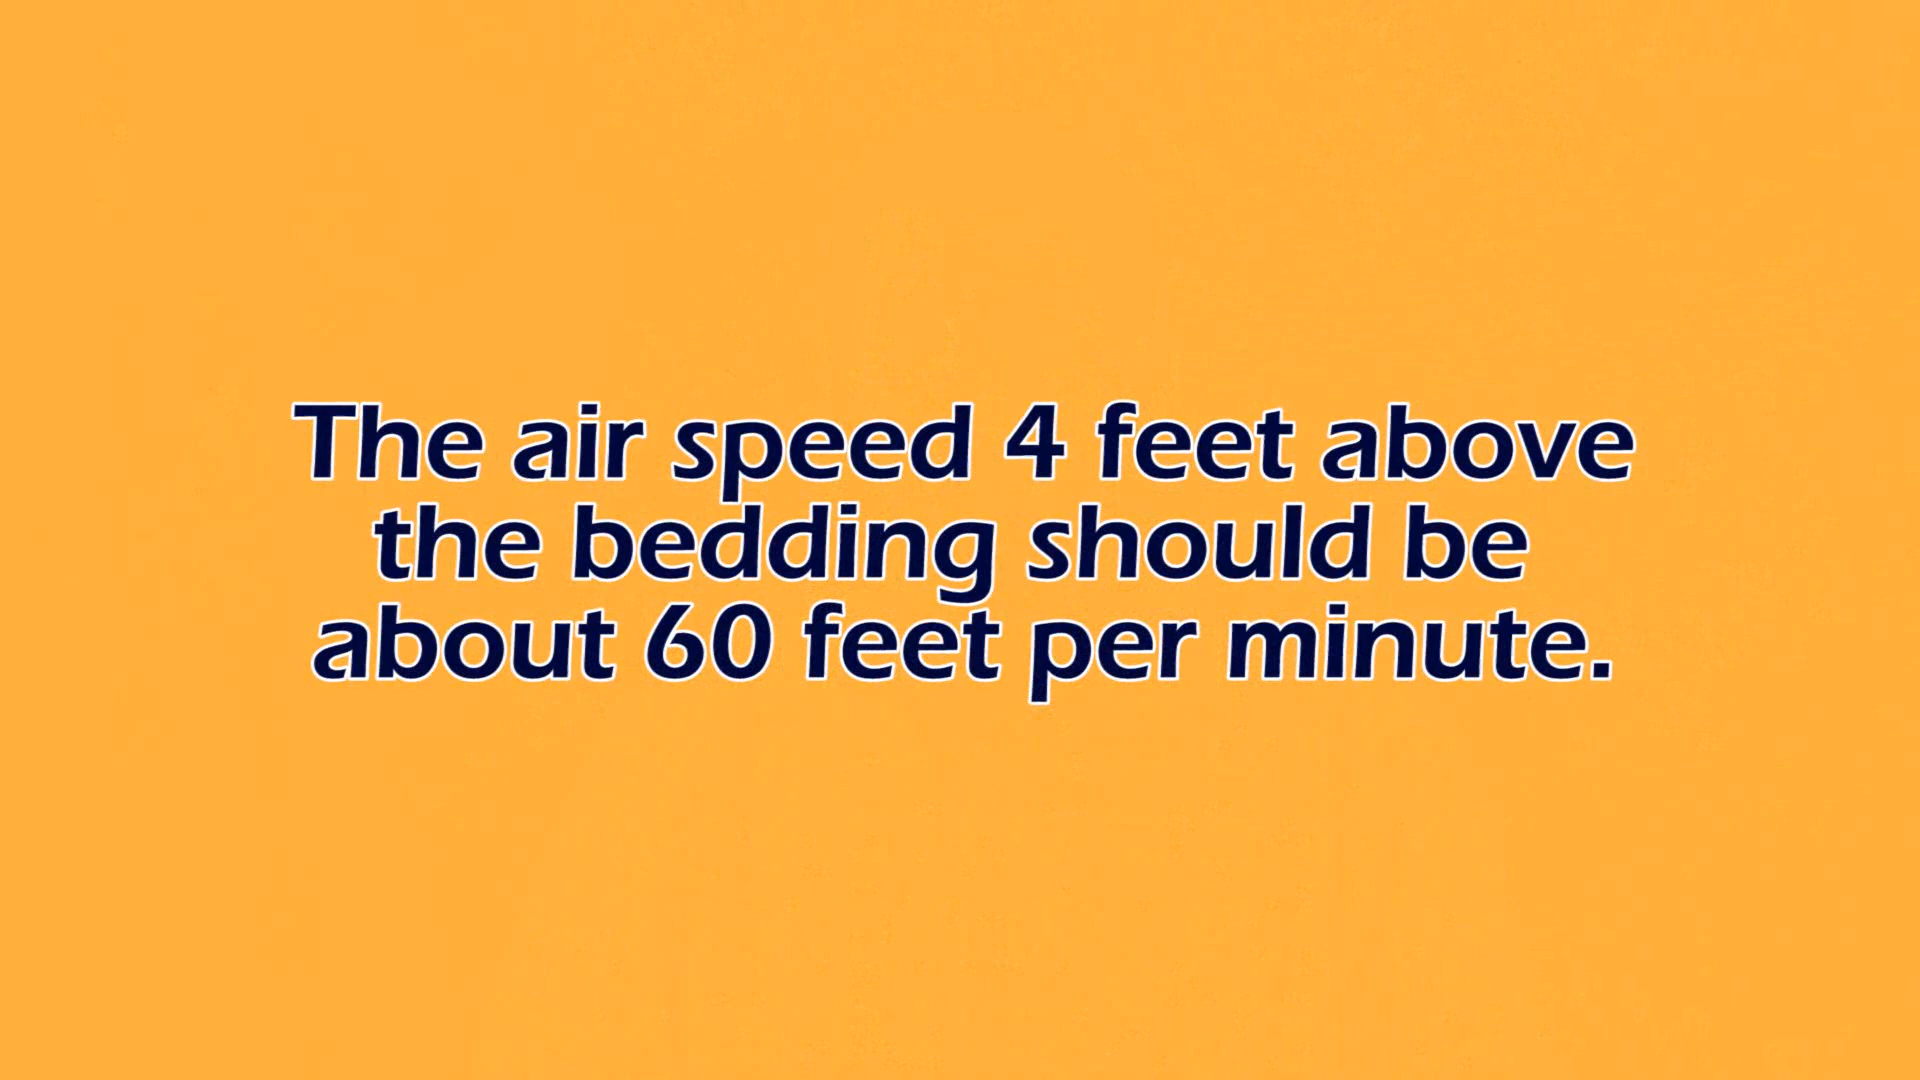 The air speed 4 feet above
the bedding should be
about 60 feet per minute.